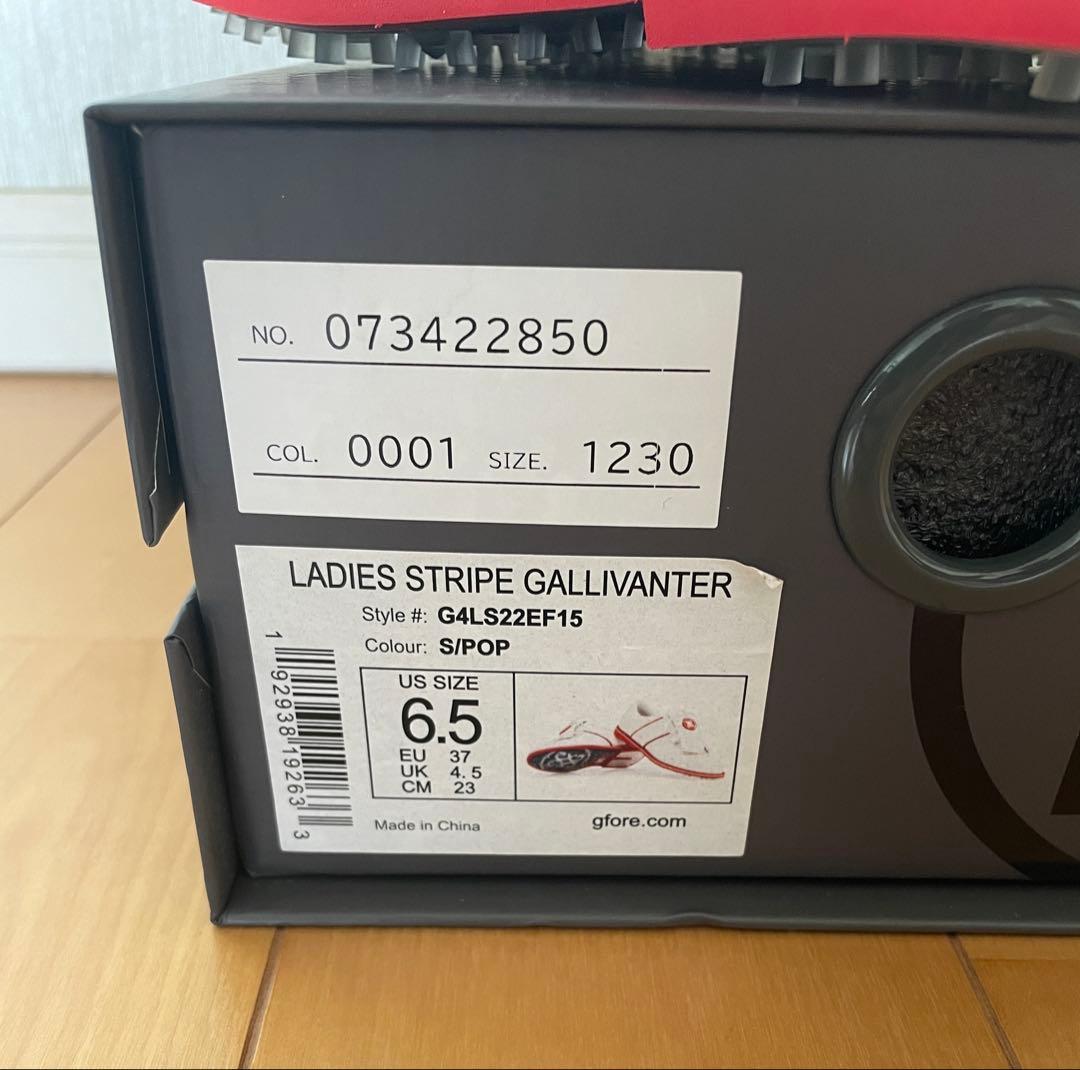 NO. 073422850
COL. 0001 SIZE. 1230
LADIES STRIPE GALLIVANTER
Style #: G4LS22EF15
Colour: S/POP
US SIZE
6.5
EU 37
UK 4.5
CM 23
Made in China
gfore.com
1 92938 19263 3